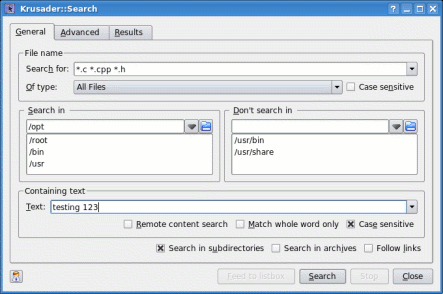 Krusader::Search
General Advanced Results
File name
Search for: *.c *.cpp *.h
Of type: All Files Case sensitive
Search in Don't search in
/opt
/root /usr/bin
/bin /usr/share
/usr
Containing text
Text: testing 123
Remote content search Match whole word only Case sensitive
Search in subdirectories Search in archives Follow links
Feed to listbox Search Stop Close